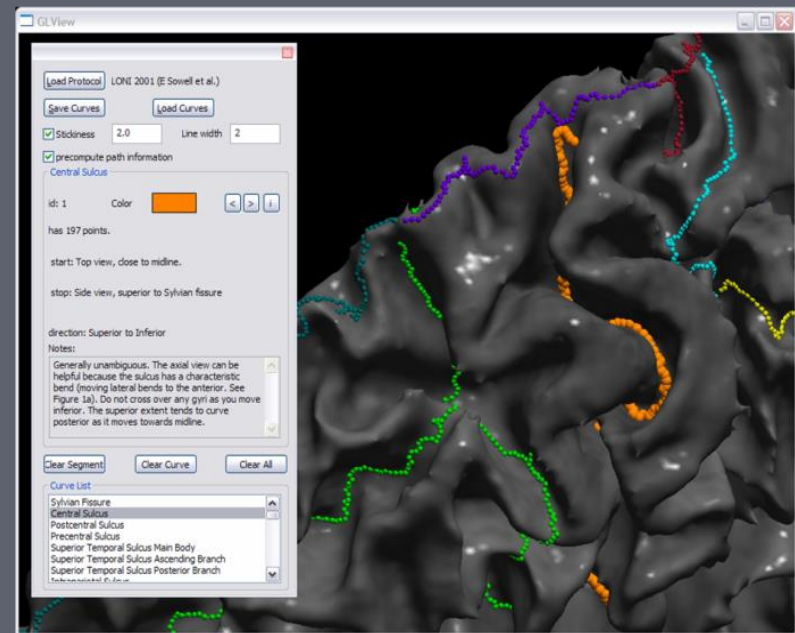 GLView
Load Protocol LONI 2001 (E Sowell et al.)
Save Curves Load Curves
Stickiness 2.0 Line width 2
precompute path information
Central Sulcus
id: 1 Color < > i
has 197 points.
start: Top view, close to midline.
stop: Side view, superior to Sylvian fissure
direction: Superior to Inferior
Notes:
Generally unambiguous. The axial view can be
helpful because the sulcus has a characteristic
bend (moving lateral bends to the anterior. See
Figure 1a). Do not cross over any gyri as you move
inferior. The superior extent tends to curve
posterior as it moves towards midline.
Clear Segment Clear Curve Clear All
Curve List
Sylvian Fissure
Central Sulcus
Postcentral Sulcus
Precentral Sulcus
Superior Temporal Sulcus Main Body
Superior Temporal Sulcus Ascending Branch
Superior Temporal Sulcus Posterior Branch
Intraparietal Sulcus